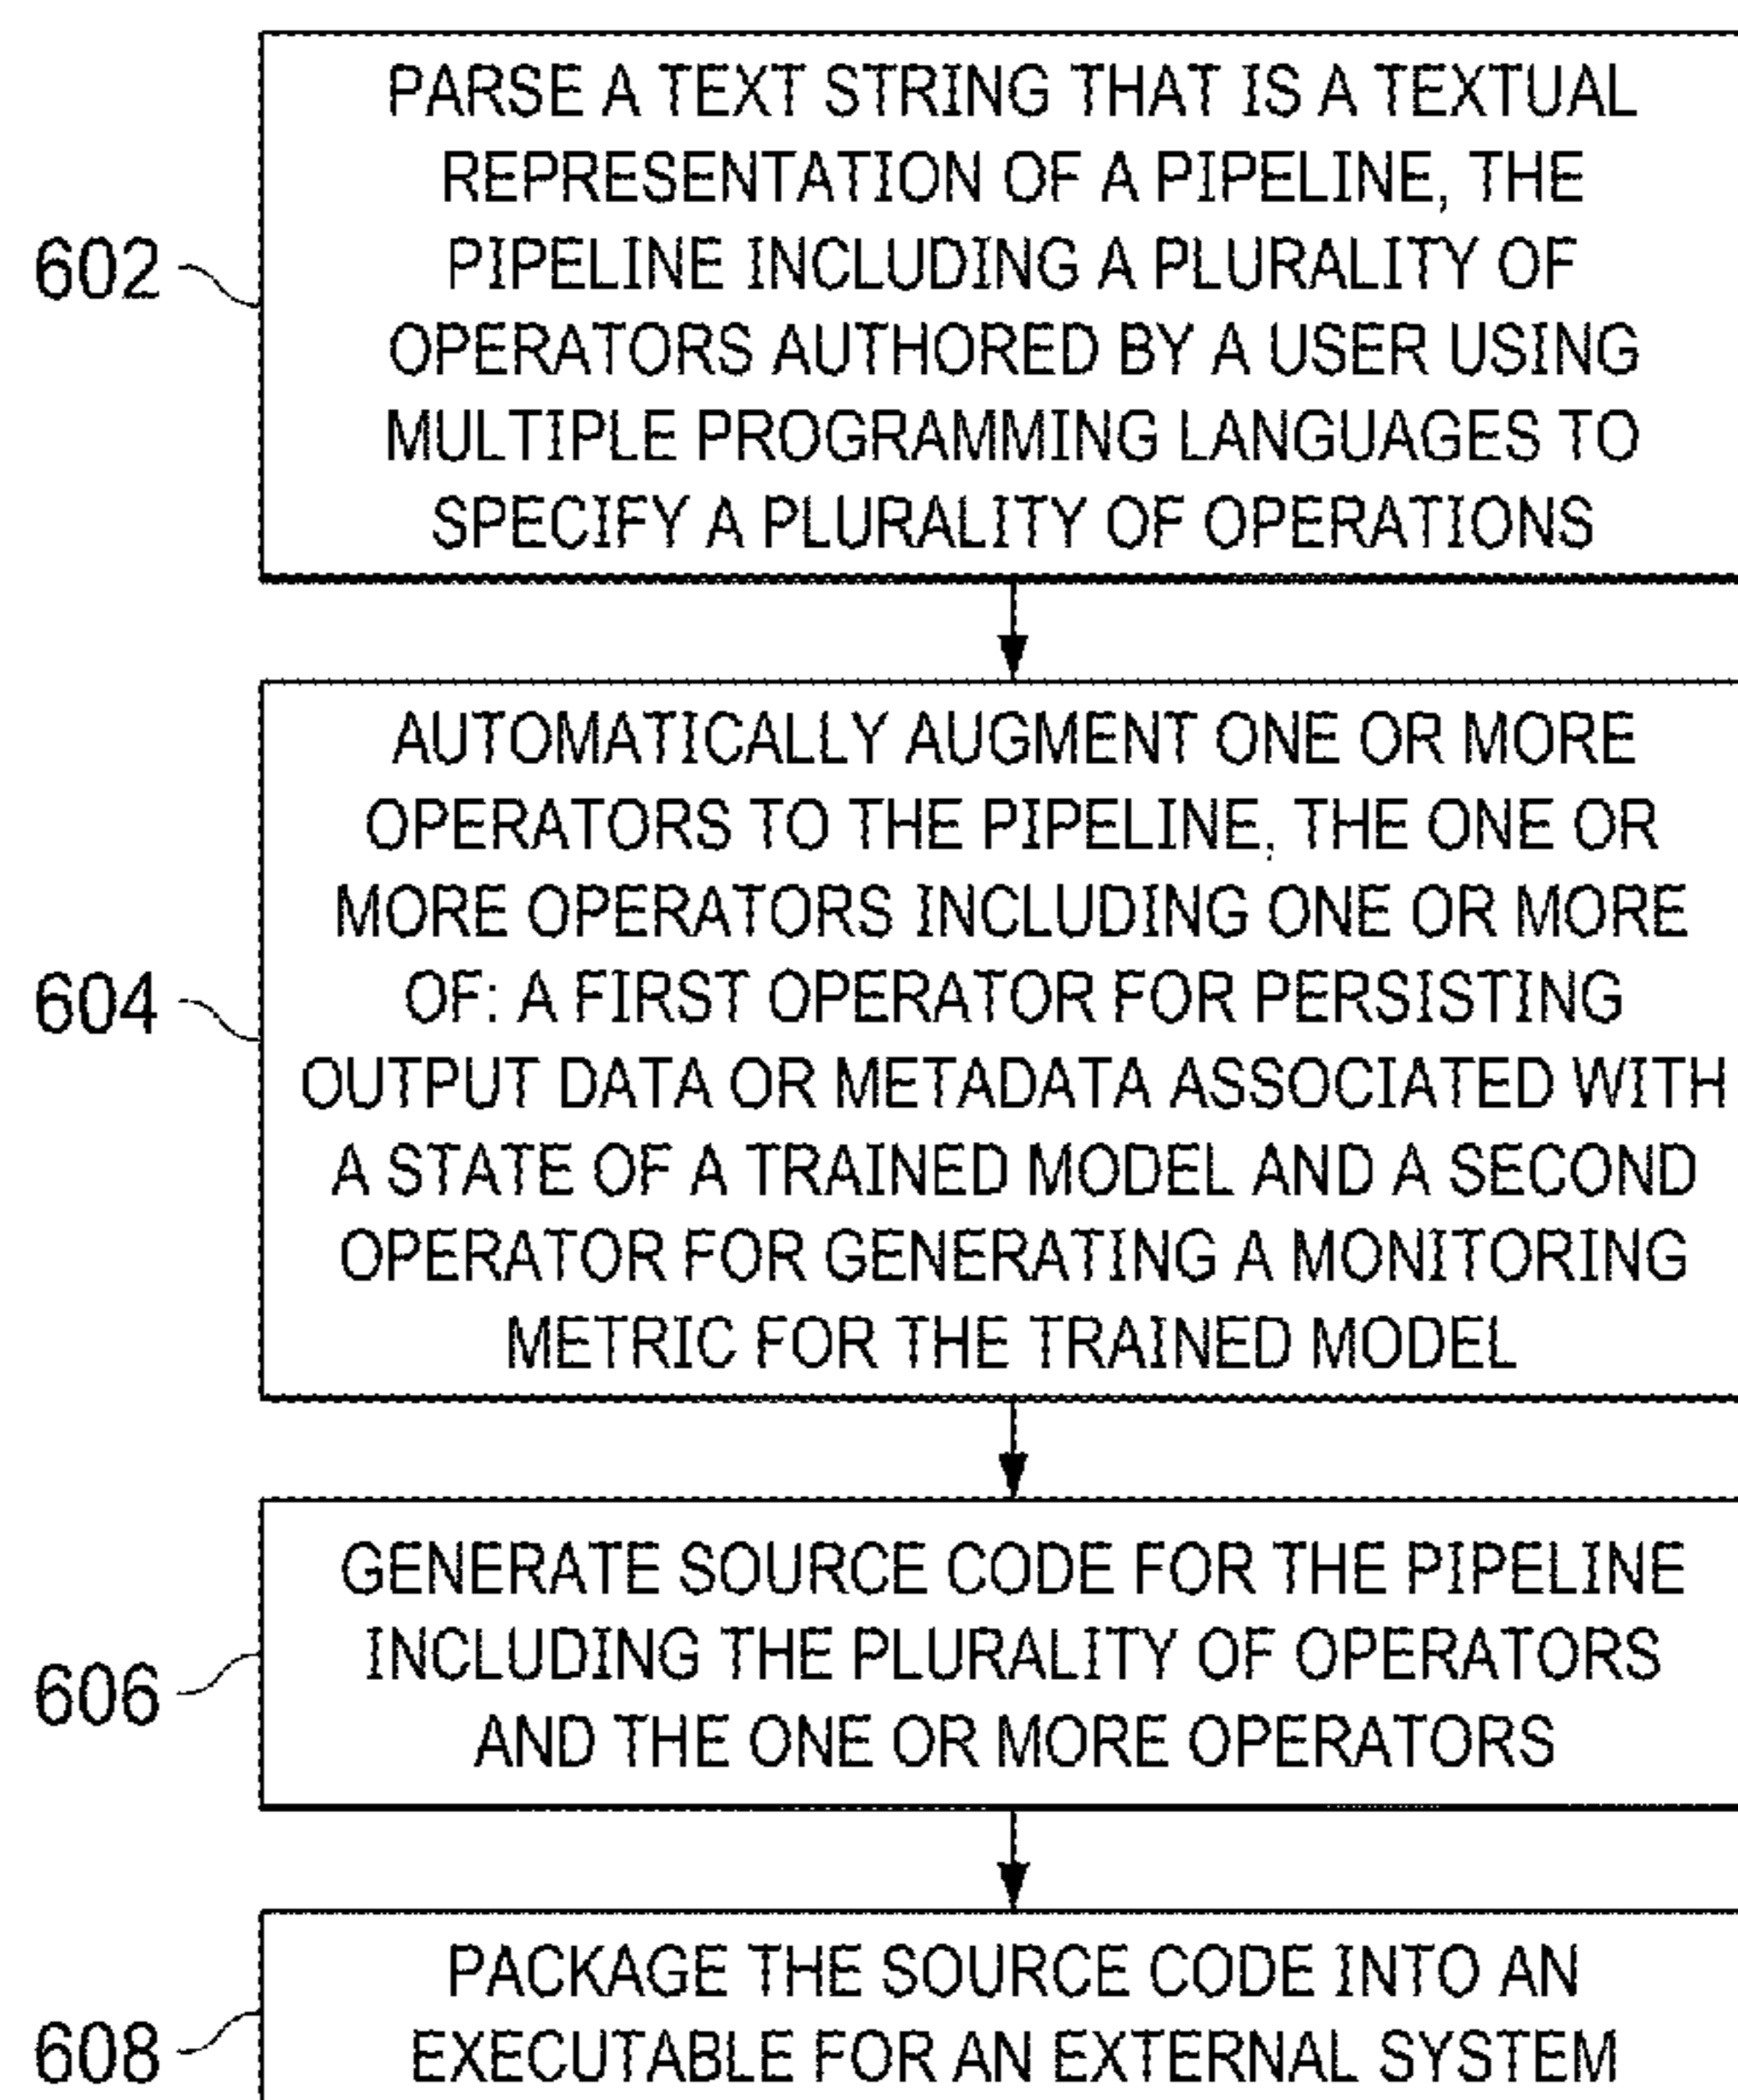 PARSE A TEXT STRING THAT IS A TEXTUAL
REPRESENTATION OF A PIPELINE, THE
PIPELINE INCLUDING A PLURALITY OF
OPERATORS AUTHORED BY A USER USING
MULTIPLE PROGRAMMING LANGUAGES TO
SPECIFY A PLURALITY OF OPERATIONS
602
AUTOMATICALLY AUGMENT ONE OR MORE
OPERATORS TO THE PIPELINE, THE ONE OR
MORE OPERATORS INCLUDING ONE OR MORE
OF: A FIRST OPERATOR FOR PERSISTING
OUTPUT DATA OR METADATA ASSOCIATED WITH
A STATE OF A TRAINED MODEL AND A SECOND
OPERATOR FOR GENERATING A MONITORING
METRIC FOR THE TRAINED MODEL
604
GENERATE SOURCE CODE FOR THE PIPELINE
INCLUDING THE PLURALITY OF OPERATORS
AND THE ONE OR MORE OPERATORS
606
PACKAGE THE SOURCE CODE INTO AN
EXECUTABLE FOR AN EXTERNAL SYSTEM
608